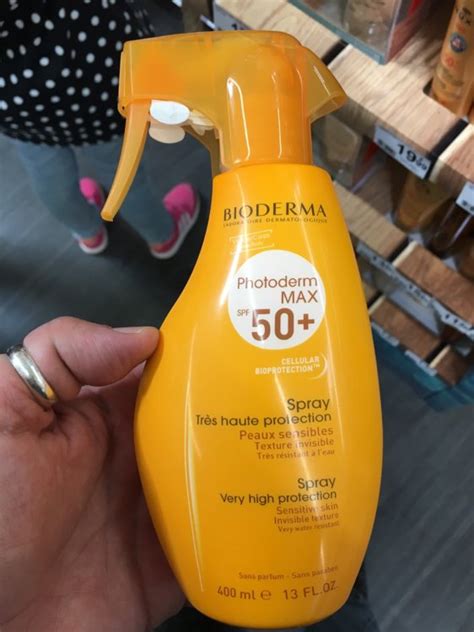 BIODERMA
LABORATOIRE DERMATOLOGIQUE
Photoderm
MAX
SPF 50+
CELLULAR
BIOPROTECTION™
Spray
Très haute protection
Peaux sensibles
Texture invisible
Très résistant à l'eau
Spray
Very high protection
Sensitive skin
Invisible texture
Very water resistant
Sans parfum - Sans paraben
400 ml e 13 FL.OZ.
19